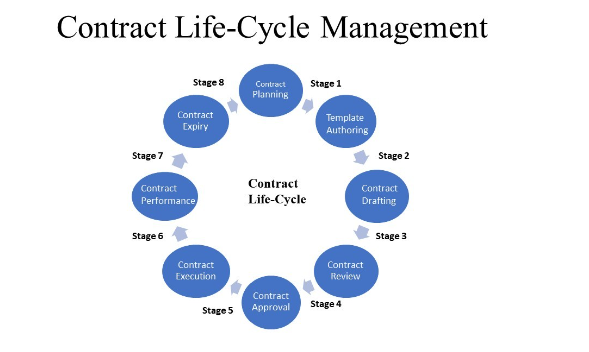 Contract Life-Cycle Management
Stage 8
Contract
Planning
Stage 1
Contract
Expiry
Template
Authoring
Stage 7
Stage 2
Contract
Performance
Contract
Life-Cycle
Contract
Drafting
Stage 6
Stage 3
Contract
Execution
Contract
Review
Stage 5
Contract
Approval
Stage 4